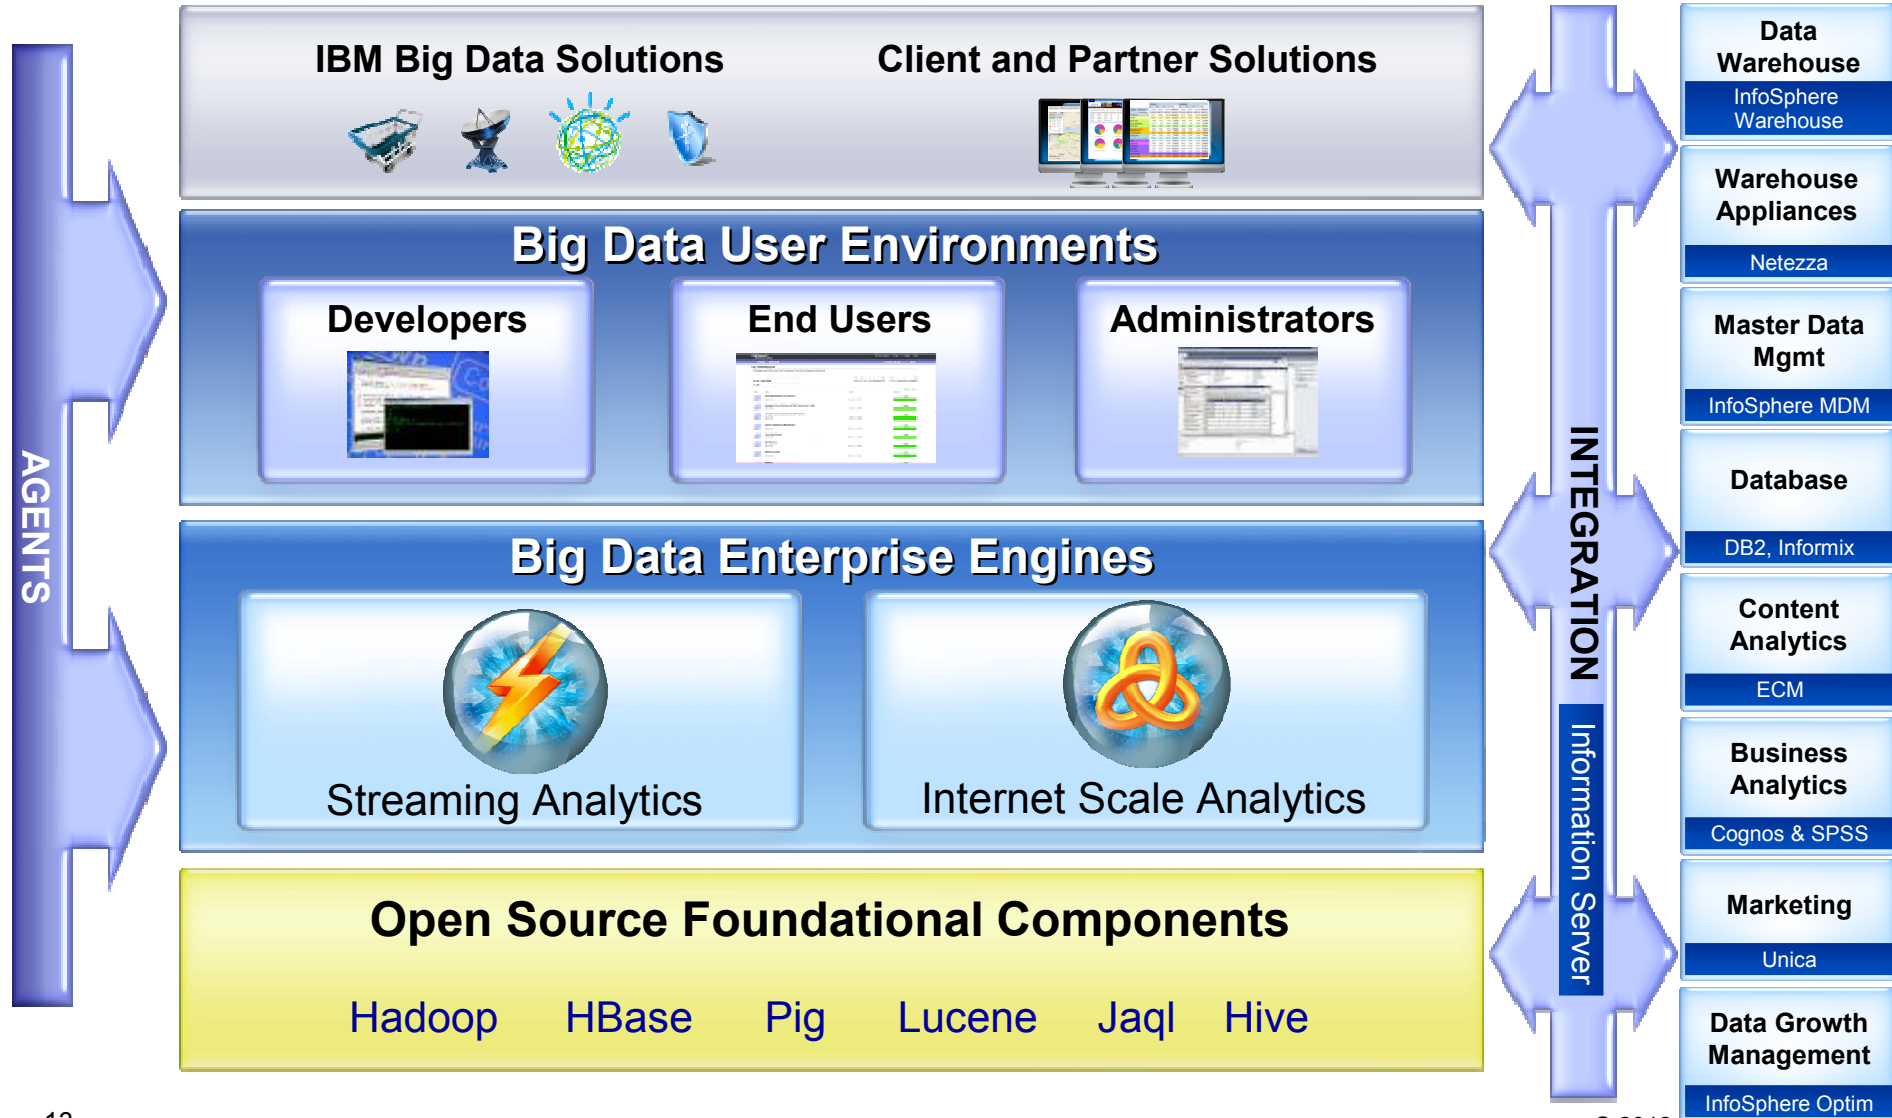 IBM Big Data Solutions
Client and Partner Solutions
Big Data User Environments
Developers
End Users
Administrators
Big Data Enterprise Engines
Streaming Analytics
Internet Scale Analytics
Open Source Foundational Components
Hadoop HBase Pig Lucene Jaql Hive
AGENTS
INTEGRATION
Information Server
Data
Warehouse
InfoSphere
Warehouse
Warehouse
Appliances
Netezza
Master Data
Mgmt
InfoSphere MDM
Database
DB2, Informix
Content
Analytics
ECM
Business
Analytics
Cognos & SPSS
Marketing
Unica
Data Growth
Management
InfoSphere Optim